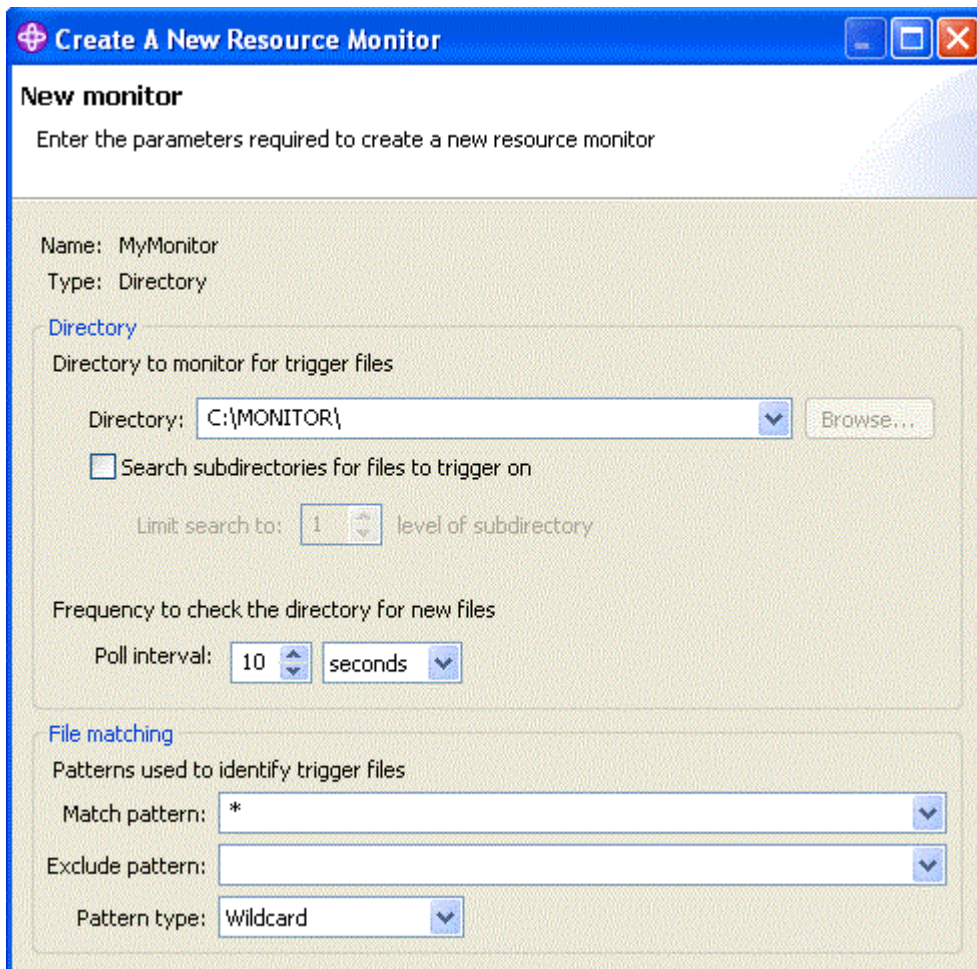 Create A New Resource Monitor
New monitor
Enter the parameters required to create a new resource monitor
Name: MyMonitor
Type: Directory
Directory
Directory to monitor for trigger files
Directory: C:\MONITOR\ Browse...
Search subdirectories for files to trigger on
Limit search to: 1 level of subdirectory
Frequency to check the directory for new files
Poll interval: 10 seconds
File matching
Patterns used to identify trigger files
Match pattern: *
Exclude pattern:
Pattern type: Wildcard